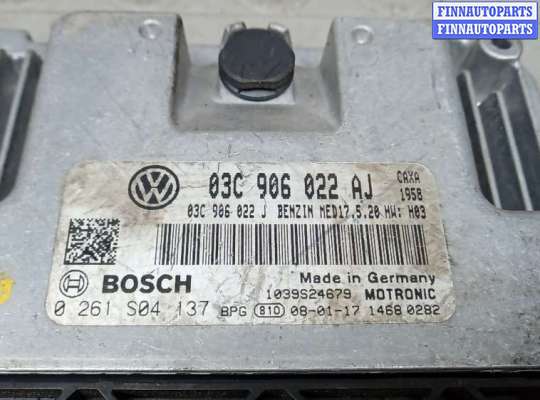 FINNAUTOPARTS
FINNAUTOPARTS
03C 906 022 AJ
CAXA
1958
03C 906 022 J BENZIN MED17.5.20 HW: H03
BOSCH
Made in Germany
1039S24679 MOTRONIC
0 261 S04 137 BPG 810 08-01-17 1468 0282